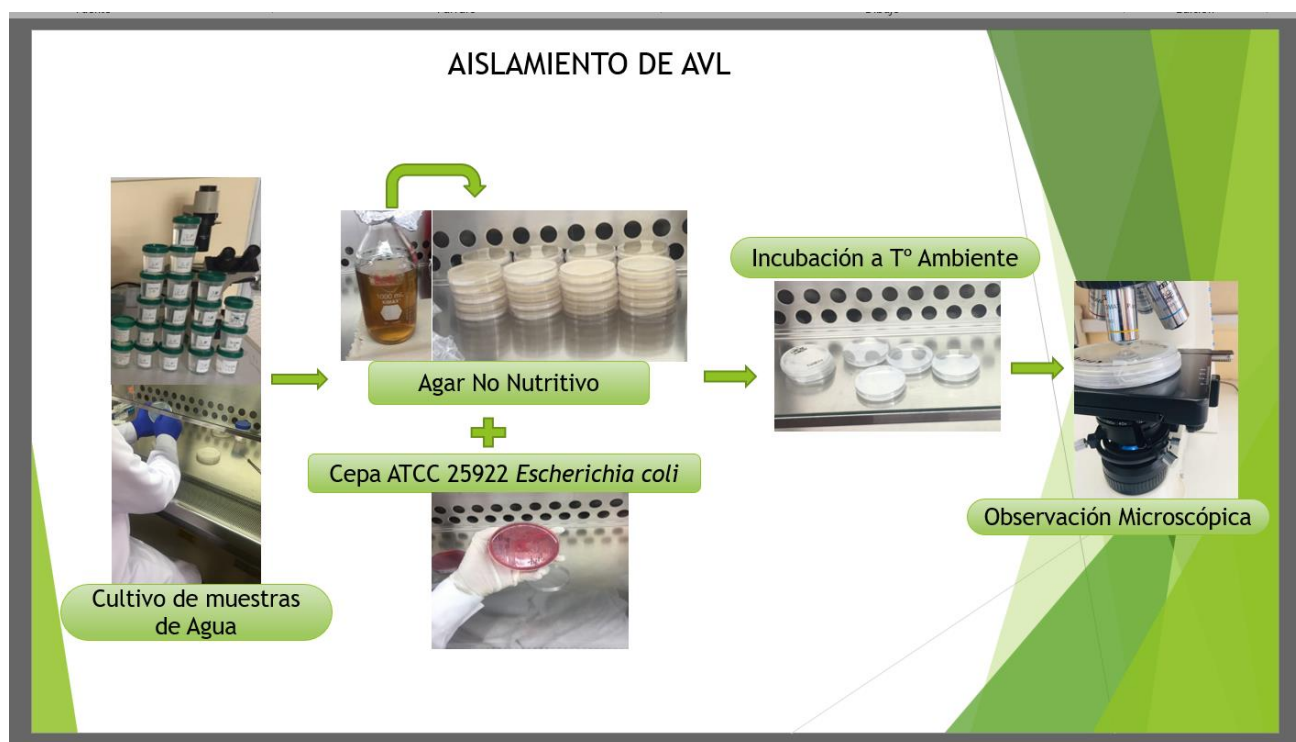 AISLAMIENTO DE AVL
Cultivo de muestras
de Agua
Agar No Nutritivo
Cepa ATCC 25922 Escherichia coli
Incubación a Tº Ambiente
Observación Microscópica